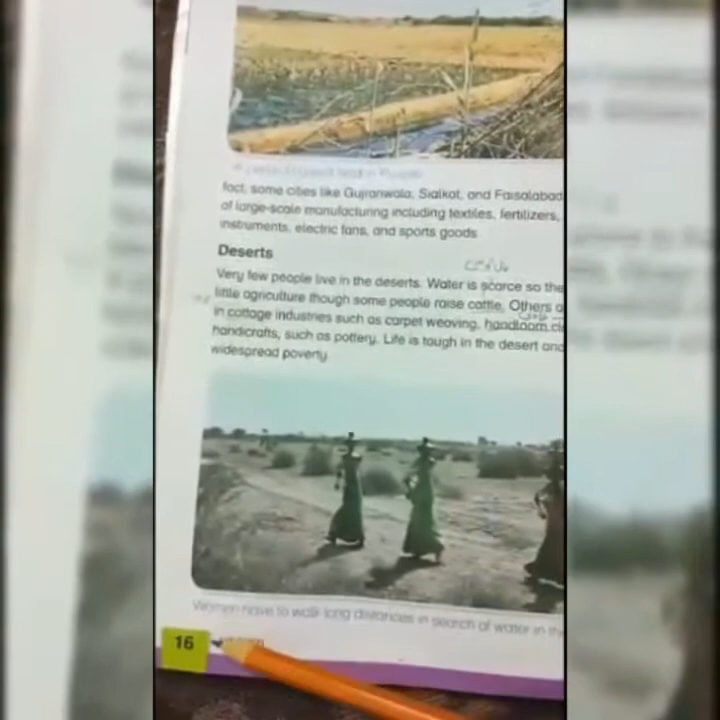 fact, some cities like Gujranwala, Sialkot, and Faisalabad
of large-scale manufacturing including textiles, fertilizers,
instruments, electric fans, and sports goods
Deserts
Very few people live in the deserts. Water is scarce so the
little agriculture though some people raise cattle. Others a
in cottage industries such as carpet weaving, handloom cl
handicrafts, such as pottery. Life is tough in the desert and
widespread poverty
Women have to walk long distances in search of water in the
16